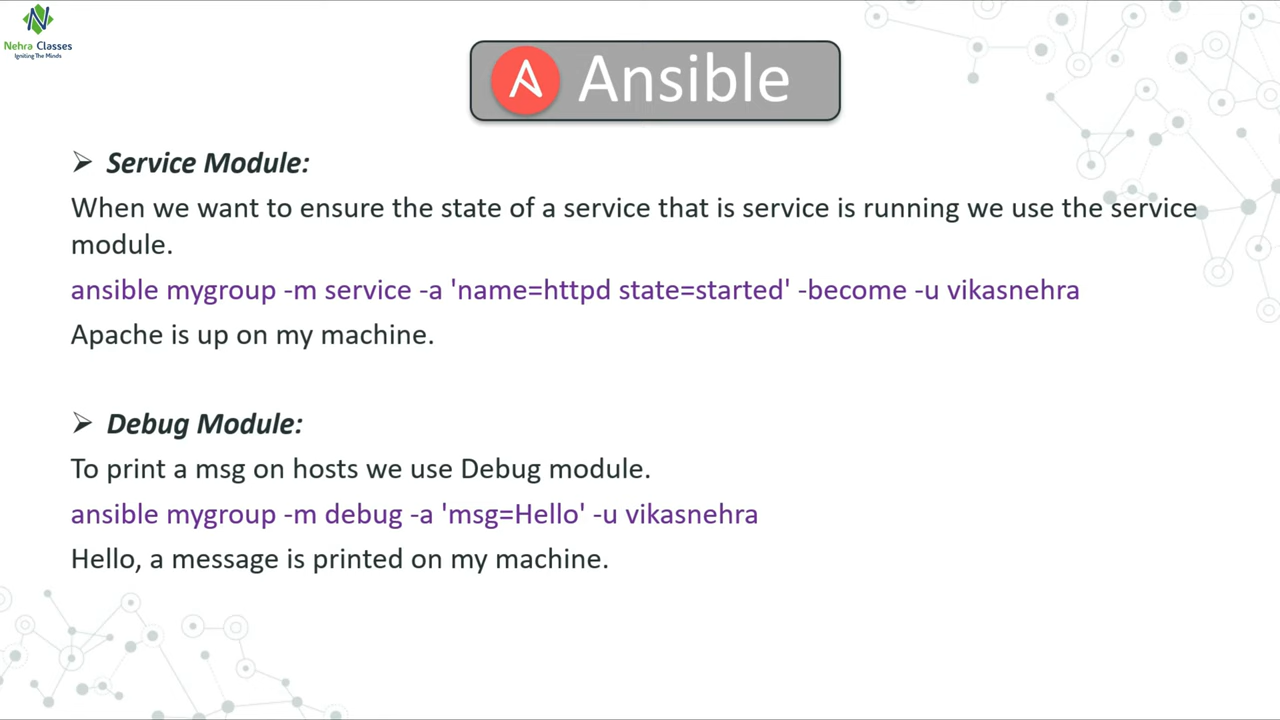 Nehra Classes
Igniting The Minds
Ansible
➢ Service Module:
When we want to ensure the state of a service that is service is running we use the service
module.
ansible mygroup -m service -a 'name=httpd state=started' -become -u vikasnehra
Apache is up on my machine.
➢ Debug Module:
To print a msg on hosts we use Debug module.
ansible mygroup -m debug -a 'msg=Hello' -u vikasnehra
Hello, a message is printed on my machine.